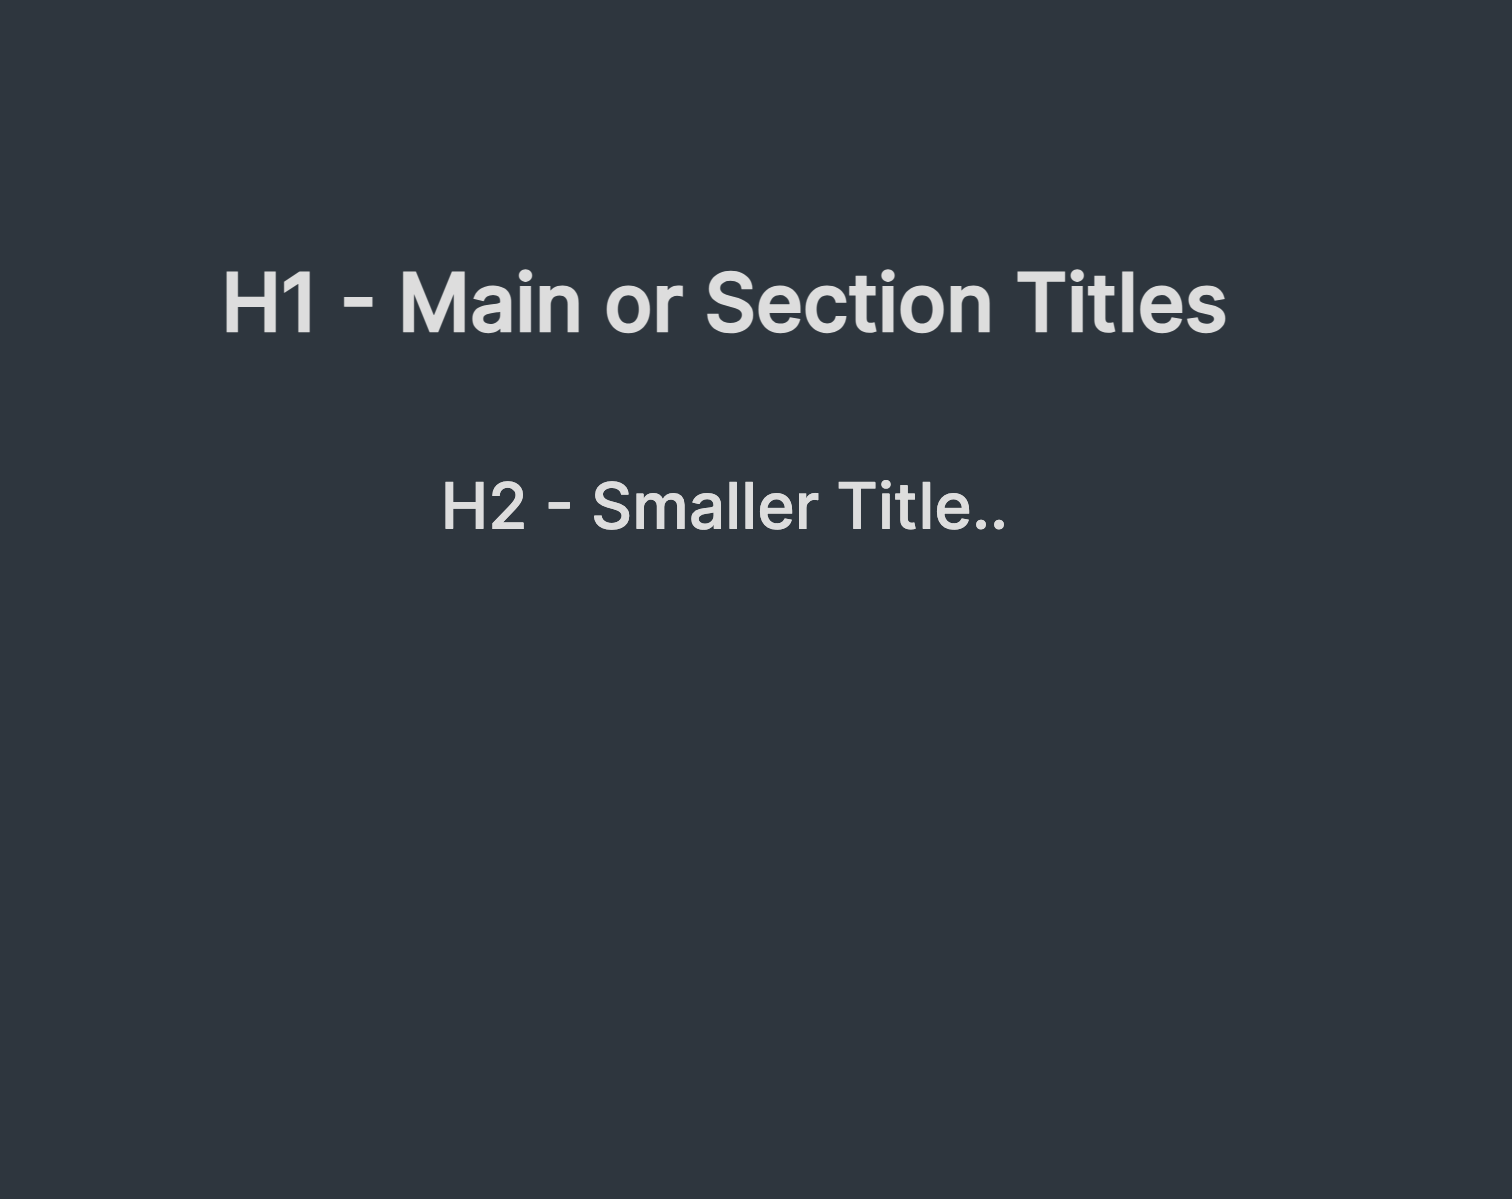 H1 - Main or Section Titles
H2 - Smaller Title..